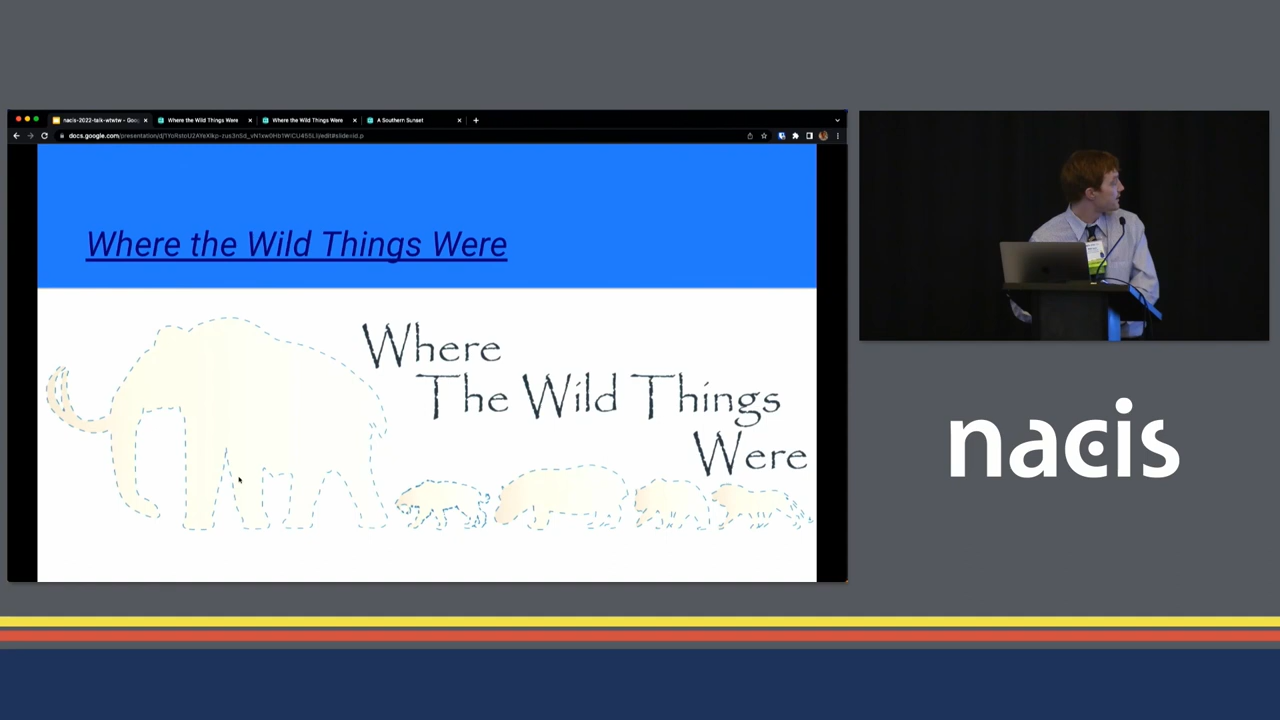 nacis-2022-talk-wtwtw - Goo
Where the Wild Things Were
Where the Wild Things Were
A Southern Sunset
Where the Wild Things Were
Where
The Wild Things
Were
nacis